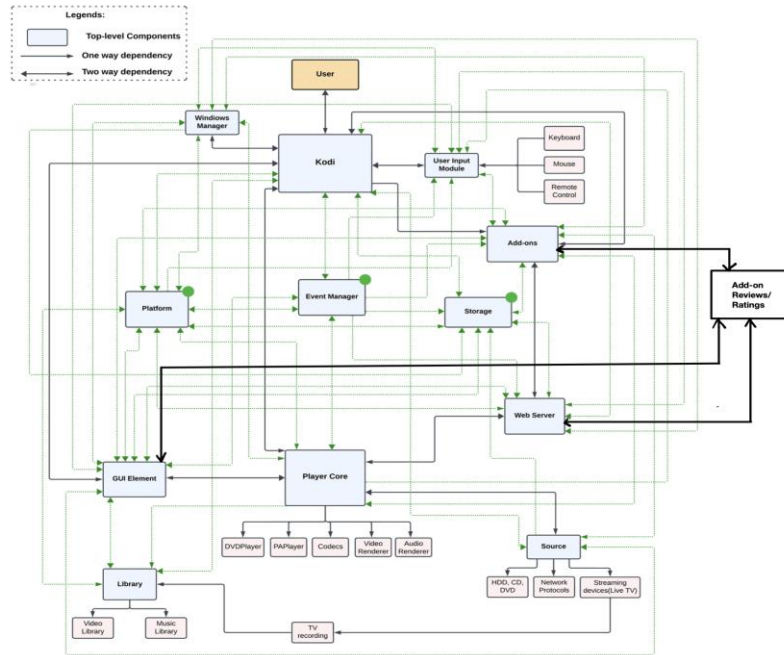 Legends:
Top-level Components
One way dependency
Two way dependency
User
Windows
Manager
Kodi
User Input
Module
Keyboard
Mouse
Remote
Control
Add-ons
Add-on
Reviews/
Ratings
Platform
Event Manager
Storage
Web Server
GUI Element
Player Core
DVDPlayer
PAPlayer
Codecs
Video
Renderer
Audio
Renderer
Source
HDD, CD,
DVD
Network
Protocols
Streaming
devices(Live TV)
Library
Video
Library
Music
Library
TV
recording